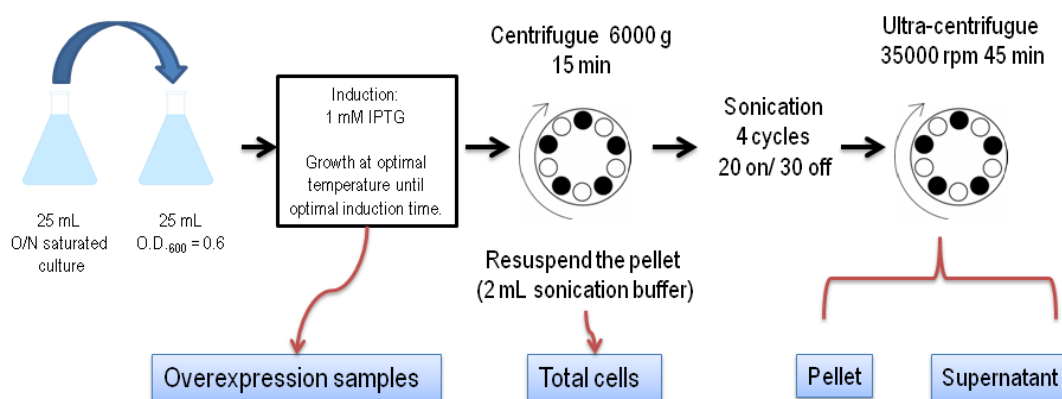 25 mL
O/N saturated
culture
25 mL
O.D.₆₀₀ = 0.6
Induction:
1 mM IPTG
Growth at optimal
temperature until
optimal induction time.
Centrifugue 6000 g
15 min
Resuspend the pellet
(2 mL sonication buffer)
Sonication
4 cycles
20 on/ 30 off
Ultra-centrifugue
35000 rpm 45 min
Overexpression samples
Total cells
Pellet
Supernatant